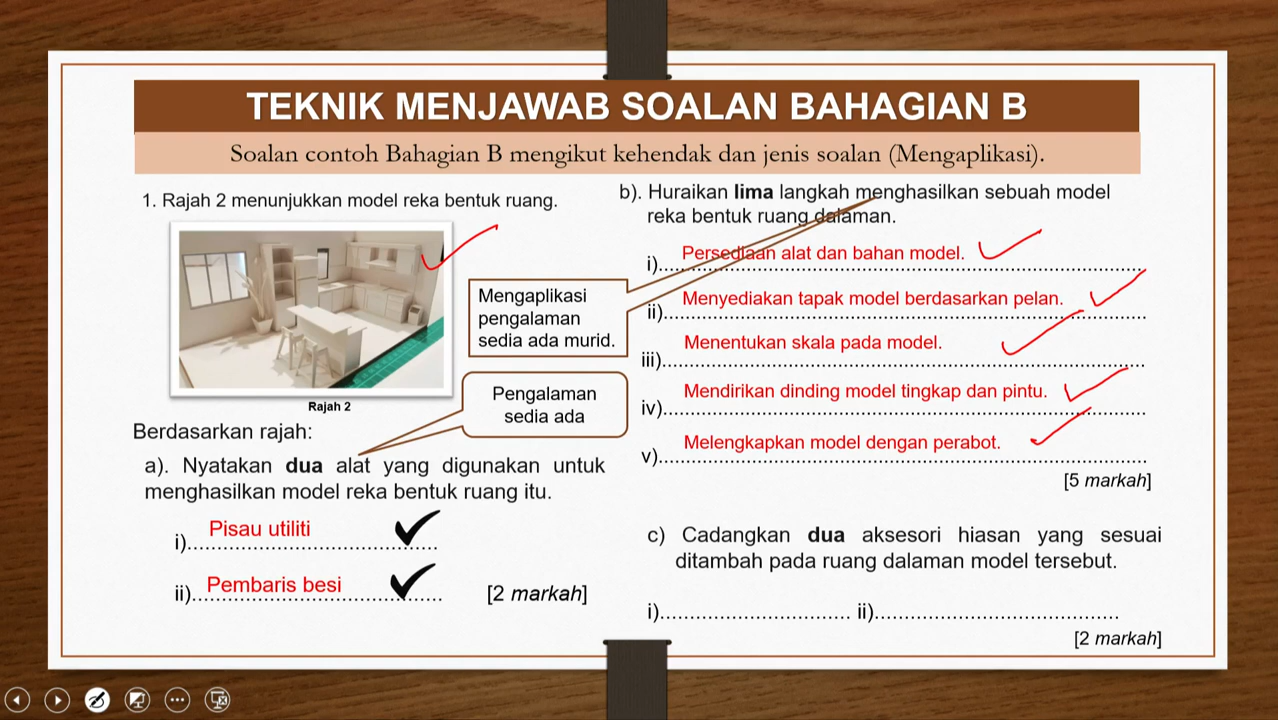 TEKNIK MENJAWAB SOALAN BAHAGIAN B
Soalan contoh Bahagian B mengikut kehendak dan jenis soalan (Mengaplikasi).
1. Rajah 2 menunjukkan model reka bentuk ruang.
Rajah 2
Mengaplikasi
pengalaman
sedia ada murid.
Pengalaman
sedia ada
Berdasarkan rajah:
a). Nyatakan dua alat yang digunakan untuk
menghasilkan model reka bentuk ruang itu.
i) Pisau utiliti
ii) Pembaris besi
[2 markah]
b). Huraikan lima langkah menghasilkan sebuah model
reka bentuk ruang dalaman.
i) Persediaan alat dan bahan model.
ii) Menyediakan tapak model berdasarkan pelan.
iii) Menentukan skala pada model.
iv) Mendirikan dinding model tingkap dan pintu.
v) Melengkapkan model dengan perabot.
[5 markah]
c) Cadangkan dua aksesori hiasan yang sesuai
ditambah pada ruang dalaman model tersebut.
i)................................ ii).........................................
[2 markah]